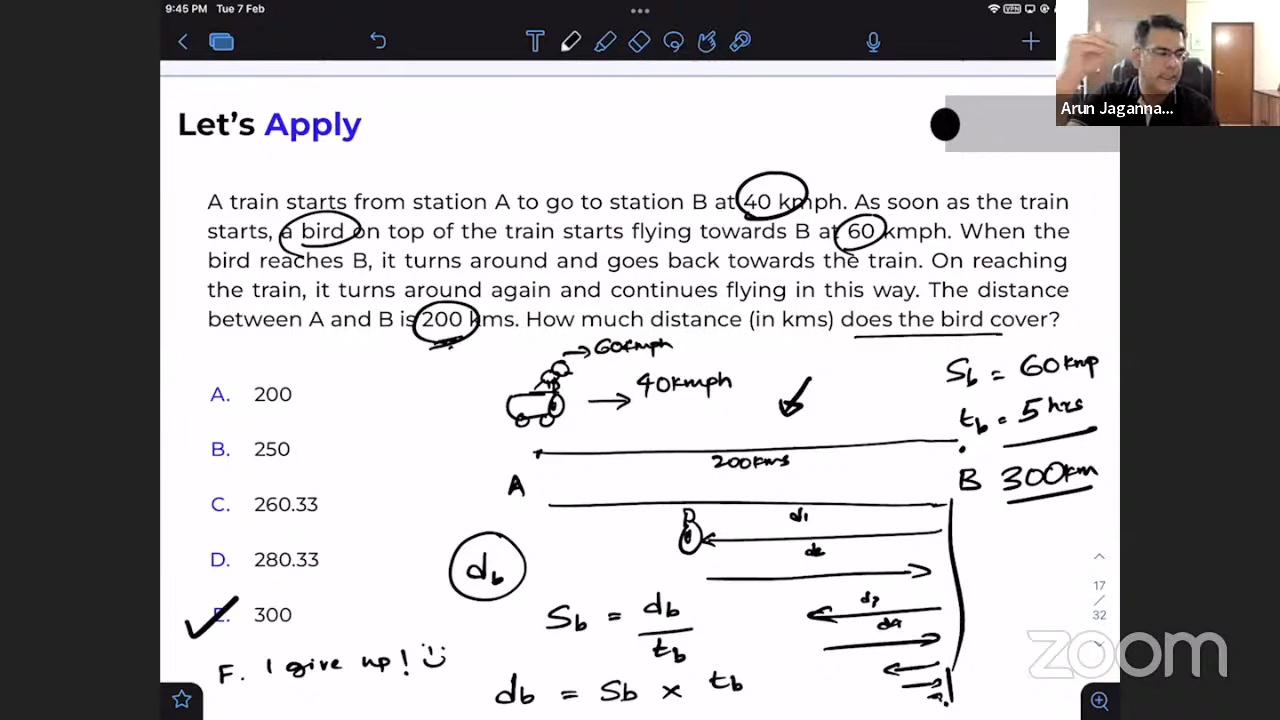 9:45 PM Tue 7 Feb
VPN
Arun Jaganna...
Let's Apply
A train starts from station A to go to station B at 40 kmph. As soon as the train
starts, a bird on top of the train starts flying towards B at 60 kmph. When the
bird reaches B, it turns around and goes back towards the train. On reaching
the train, it turns around again and continues flying in this way. The distance
between A and B is 200 kms. How much distance (in kms) does the bird cover?
A. 200
B. 250
C. 260.33
D. 280.33
E. 300
F. I give up!
60kmph
40kmph
200kms
A
B
d1
d2
d3
d4
db
Sb = db / tb
db = Sb × tb
Sb = 60kmp
tb = 5 hrs
300km
17
/
32
zoom